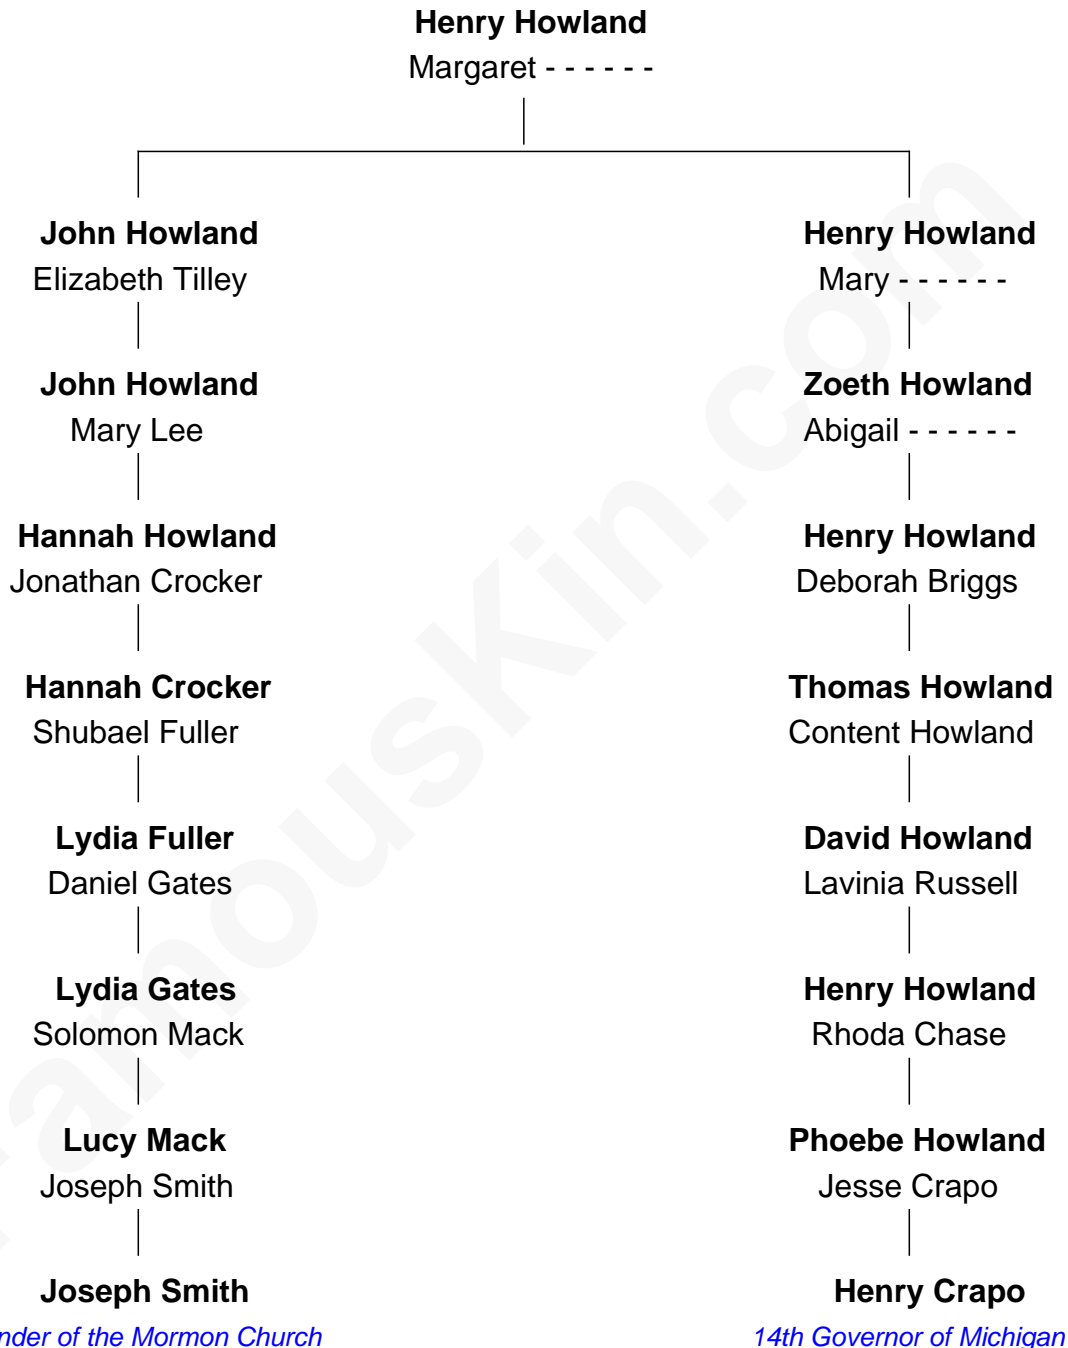 Henry Howland
Margaret - - - - - -
John Howland
Elizabeth Tilley
John Howland
Mary Lee
Hannah Howland
Jonathan Crocker
Hannah Crocker
Shubael Fuller
Lydia Fuller
Daniel Gates
Lydia Gates
Solomon Mack
Lucy Mack
Joseph Smith
Joseph Smith
nder of the Mormon Church
Henry Howland
Mary - - - - - -
Zoeth Howland
Abigail - - - - - -
Henry Howland
Deborah Briggs
Thomas Howland
Content Howland
David Howland
Lavinia Russell
Henry Howland
Rhoda Chase
Phoebe Howland
Jesse Crapo
Henry Crapo
14th Governor of Michigan
FamousKin.com